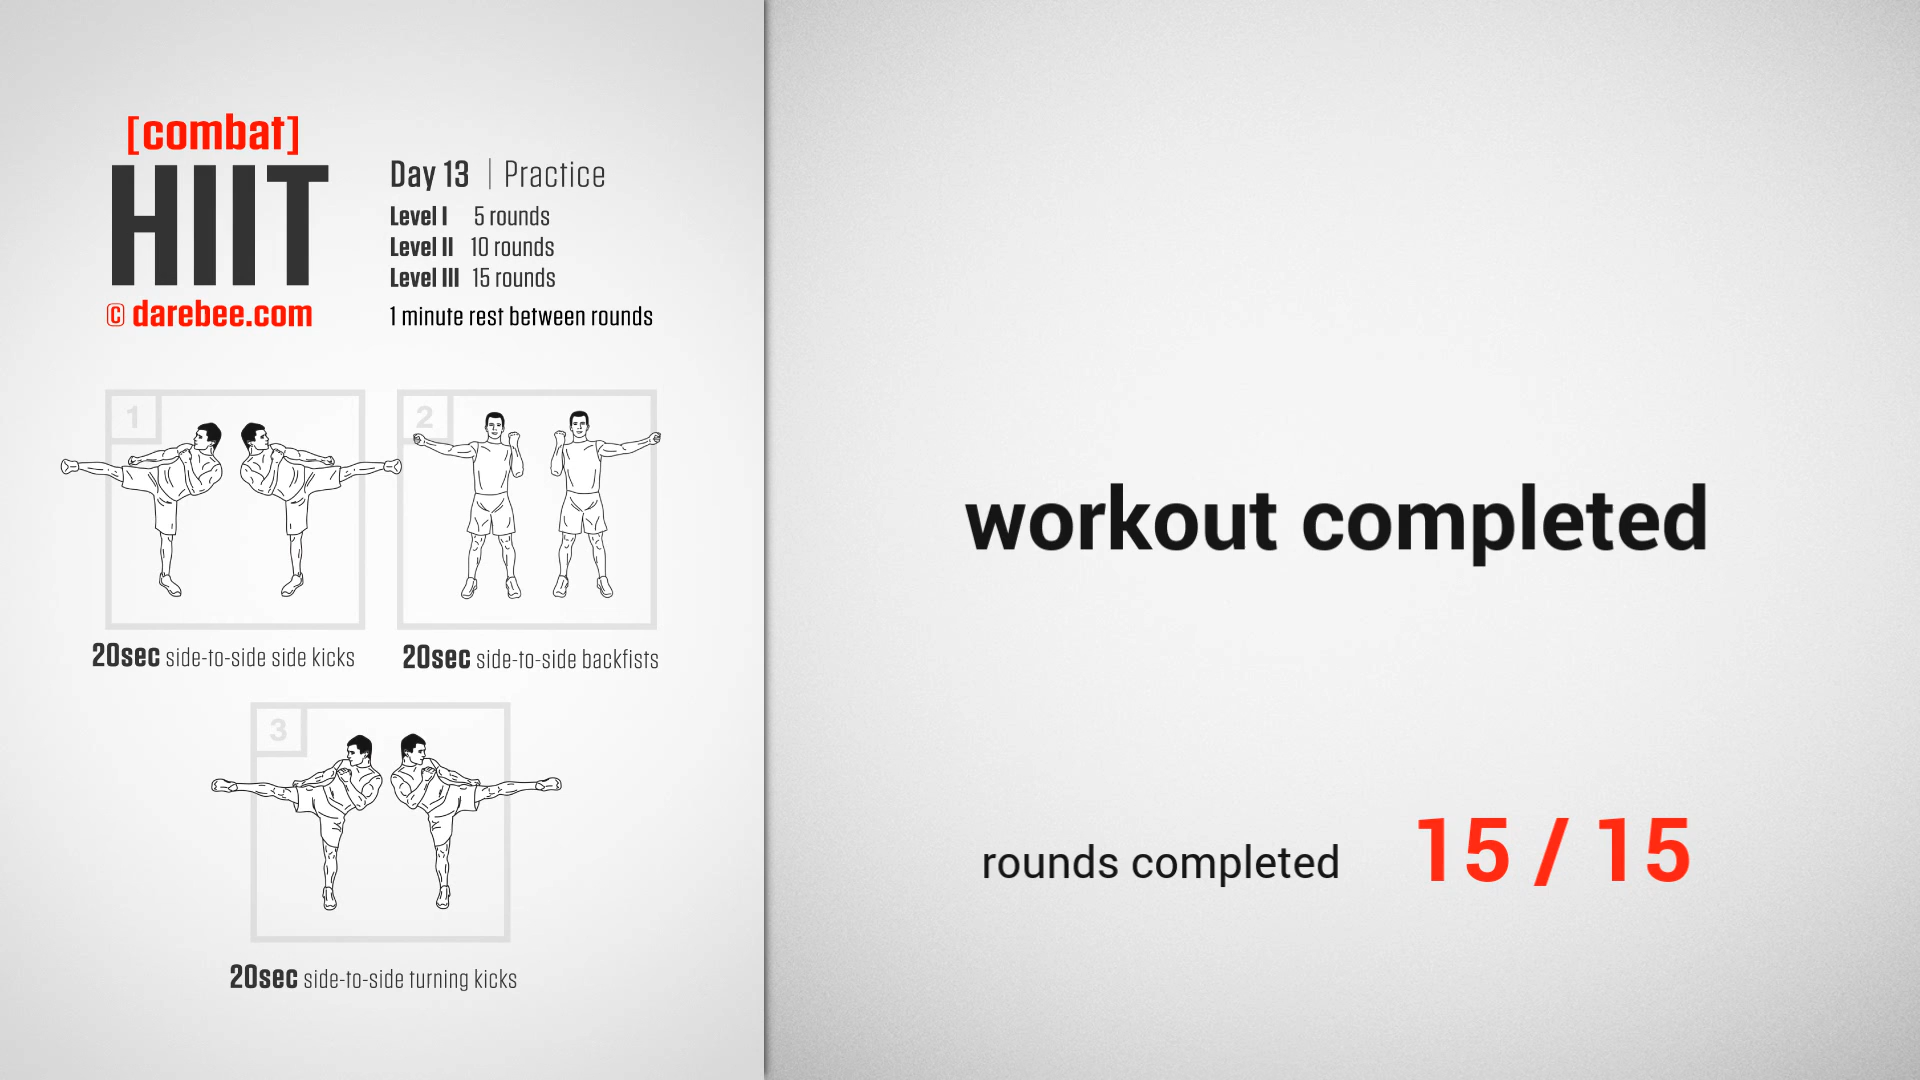 [combat]
HIIT
© darebee.com
Day 13 | Practice
Level I 5 rounds
Level II 10 rounds
Level III 15 rounds
1 minute rest between rounds
1
2
20sec side-to-side side kicks
20sec side-to-side backfists
3
20sec side-to-side turning kicks
workout completed
rounds completed 15 / 15